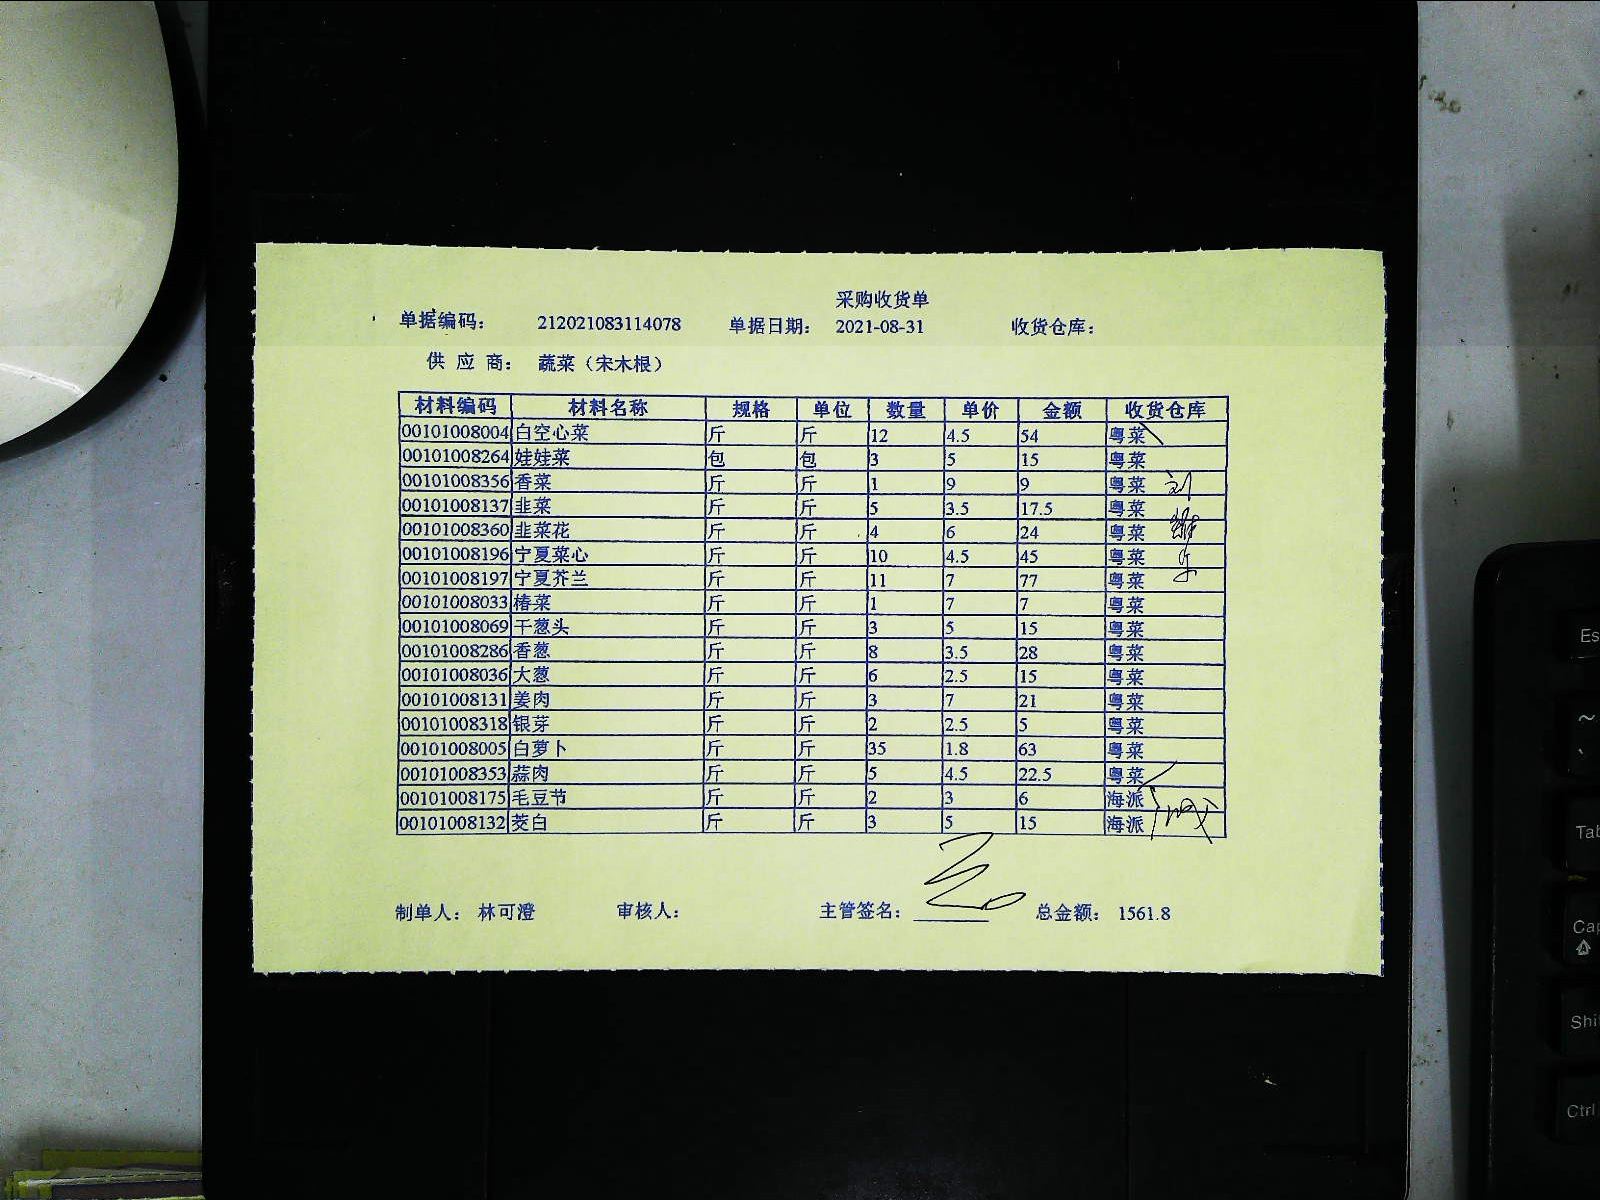 采购收货单
单据编码： 212021083114078 单据日期： 2021-08-31 收货仓库：
供 应 商： 蔬菜（宋木根）
材料编码 材料名称 规格 单位 数量 单价 金额 收货仓库
00101008004 白空心菜 斤 斤 12 4.5 54 粤菜
00101008264 娃娃菜 包 包 3 5 15 粤菜
00101008356 香菜 斤 斤 1 9 9 粤菜
00101008137 韭菜 斤 斤 5 3.5 17.5 粤菜
00101008360 韭菜花 斤 斤 4 6 24 粤菜
00101008196 宁夏菜心 斤 斤 10 4.5 45 粤菜
00101008197 宁夏芥兰 斤 斤 11 7 77 粤菜
00101008033 椿菜 斤 斤 1 7 7 粤菜
00101008069 干葱头 斤 斤 3 5 15 粤菜
00101008286 香葱 斤 斤 8 3.5 28 粤菜
00101008036 大葱 斤 斤 6 2.5 15 粤菜
00101008131 姜肉 斤 斤 3 7 21 粤菜
00101008318 银芽 斤 斤 2 2.5 5 粤菜
00101008005 白萝卜 斤 斤 35 1.8 63 粤菜
00101008353 蒜肉 斤 斤 5 4.5 22.5 粤菜
00101008175 毛豆节 斤 斤 2 3 6 海派
00101008132 茭白 斤 斤 3 5 15 海派
制单人： 林可澄 审核人： 主管签名： 总金额： 1561.8
Tab
Ctrl